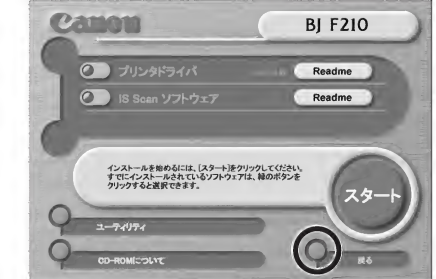 Canon
BJ F210
プリンタドライバ
Readme
IS Scan ソフトウェア
Readme
インストールを始めるには、[スタート]をクリックしてください。
すでにインストールされているソフトウェアは、緑のボタンを
クリックすると選択できます。
スタート
ユーティリティ
CD-ROMについて
戻る